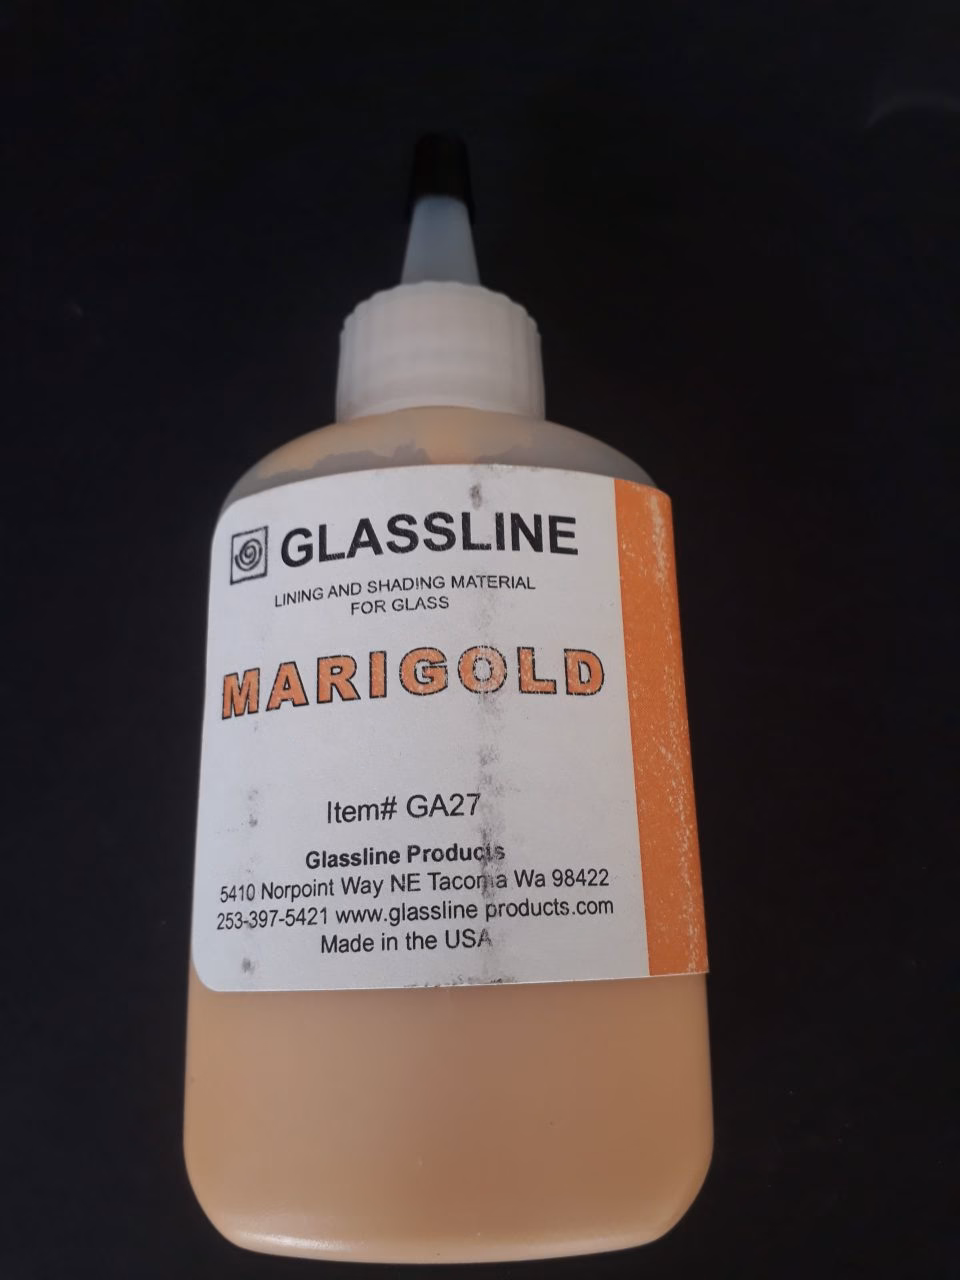 GLASSLINE
LINING AND SHADING MATERIAL
FOR GLASS
MARIGOLD
Item# GA27
Glassline Products
5410 Norpoint Way NE Tacoma Wa 98422
253-397-5421 www.glassline products.com
Made in the USA